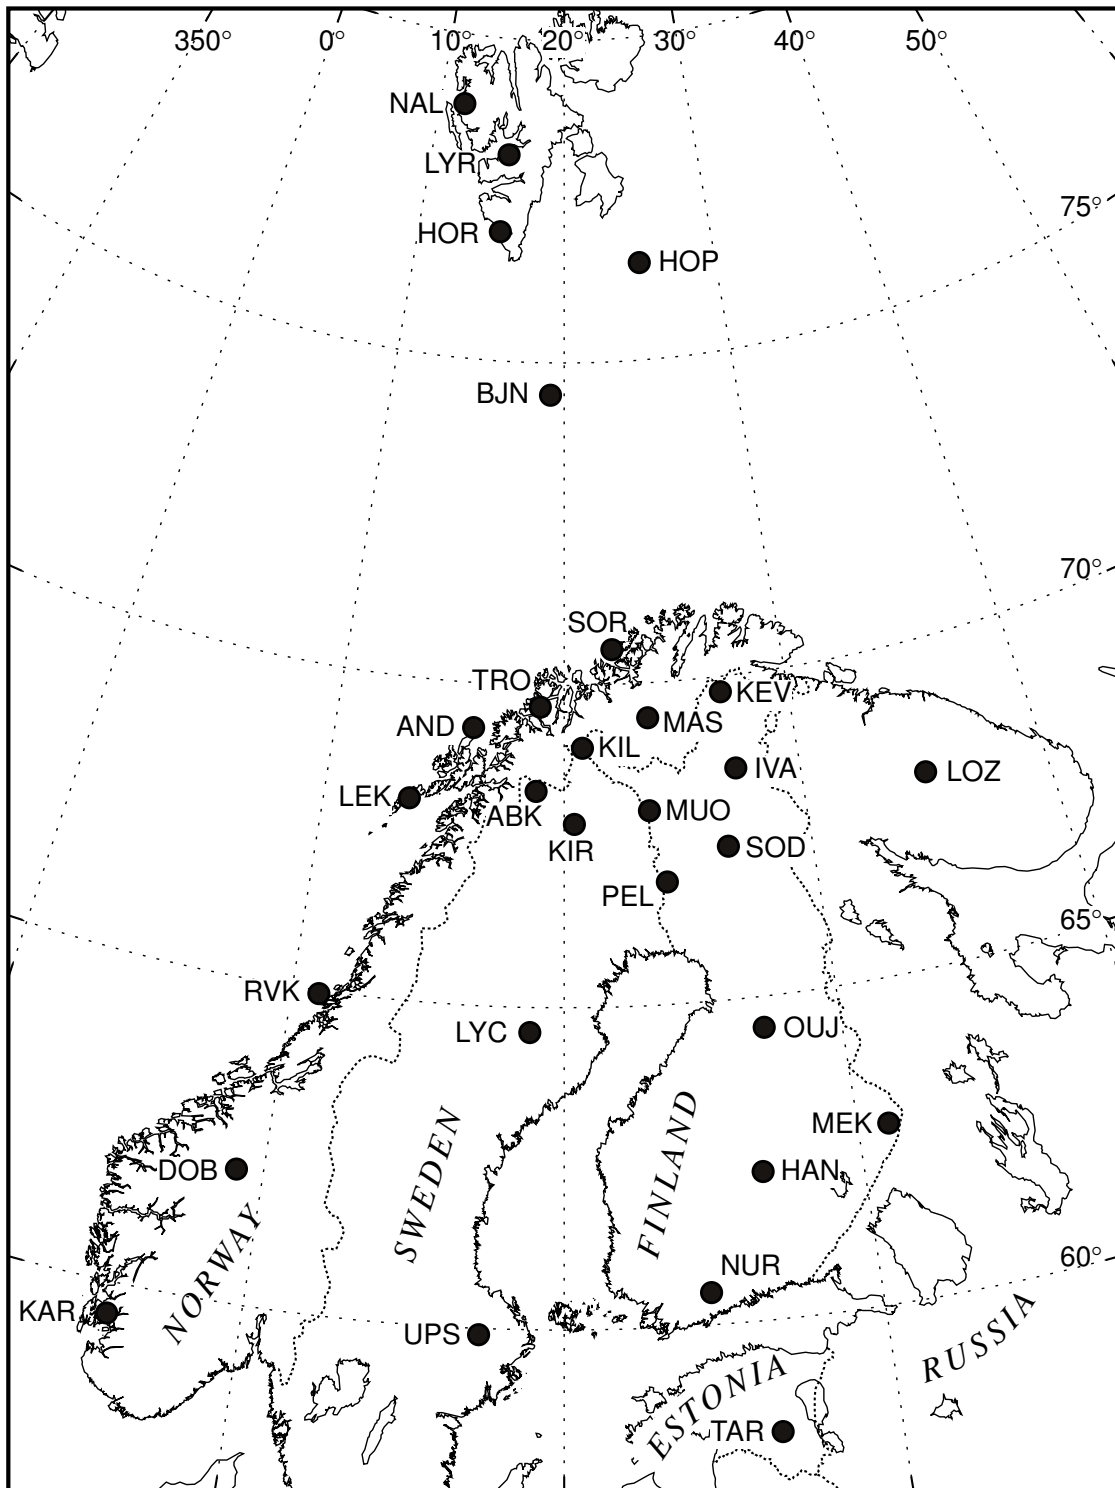 350° 0° 10° 20° 30° 40° 50°
NAL
LYR
75°
HOR
HOP
BJN
70°
SOR
TRO
KEV
AND
MAS
KIL
IVA
LOZ
LEK
ABK
MUO
KIR
SOD
PEL
65°
RVK
LYC
OUJ
MEK
SWEDEN
FINLAND
DOB
HAN
NORWAY
60°
NUR
KAR
UPS
RUSSIA
ESTONIA
TAR